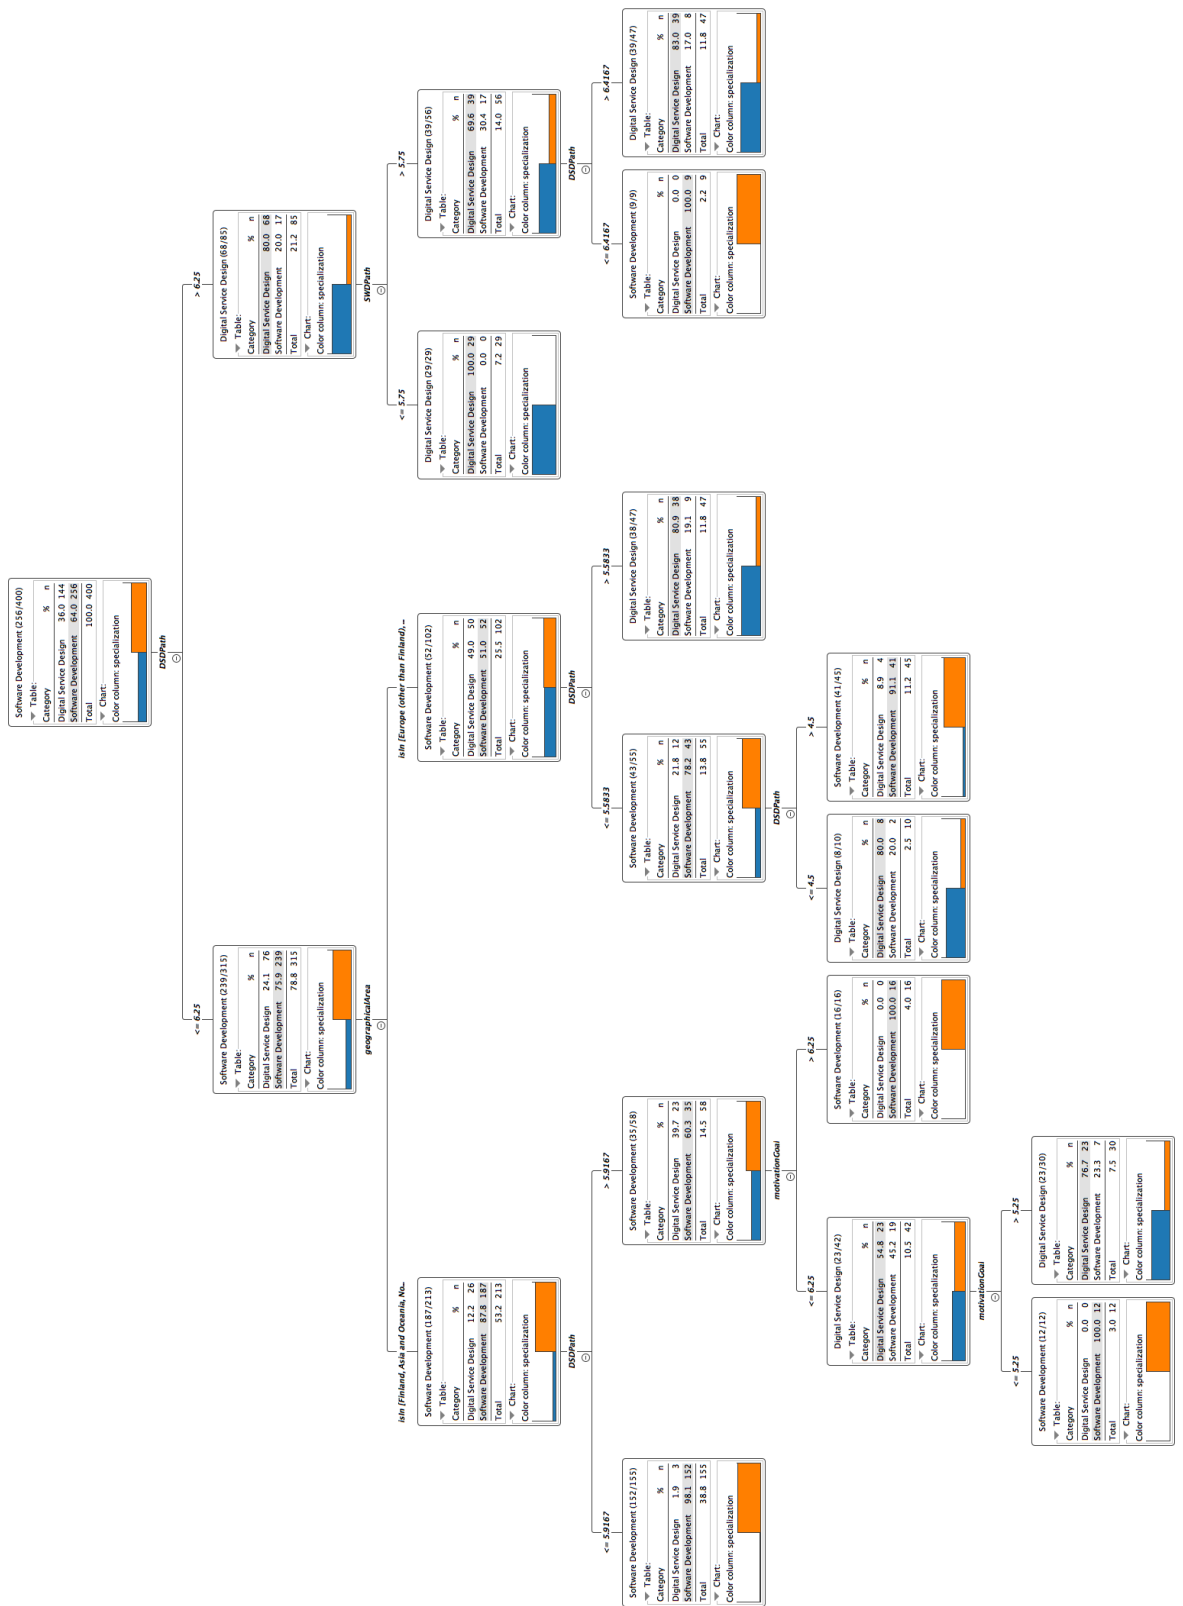 Software Development (256/400)
Table:
Category % n
Digital Service Design 36.0 144
Software Development 64.0 256
Total 100.0 400
Chart:
Color column: specialization
DSDPath
<= 6.25
Software Development (239/315)
Table:
Category % n
Digital Service Design 24.1 76
Software Development 75.9 239
Total 78.8 315
Chart:
Color column: specialization
geographicalArea
> 6.25
Digital Service Design (68/85)
Table:
Category % n
Digital Service Design 80.0 68
Software Development 20.0 17
Total 21.2 85
Chart:
Color column: specialization
SWDPath
isIn [Finland, Asia and Oceania, No...
Software Development (187/213)
Table:
Category % n
Digital Service Design 12.2 26
Software Development 87.8 187
Total 53.2 213
Chart:
Color column: specialization
DSDPath
isIn [Europe (other than Finland), ...
Software Development (52/102)
Table:
Category % n
Digital Service Design 49.0 50
Software Development 51.0 52
Total 25.5 102
Chart:
Color column: specialization
DSDPath
<= 5.75
Digital Service Design (29/29)
Table:
Category % n
Digital Service Design 100.0 29
Software Development 0.0 0
Total 7.2 29
Chart:
Color column: specialization
> 5.75
Digital Service Design (39/56)
Table:
Category % n
Digital Service Design 69.6 39
Software Development 30.4 17
Total 14.0 56
Chart:
Color column: specialization
DSDPath
<= 5.9167
Software Development (152/155)
Table:
Category % n
Digital Service Design 1.9 3
Software Development 98.1 152
Total 38.8 155
Chart:
Color column: specialization
> 5.9167
Software Development (35/58)
Table:
Category % n
Digital Service Design 39.7 23
Software Development 60.3 35
Total 14.5 58
Chart:
Color column: specialization
motivationGoal
<= 5.5833
Software Development (43/55)
Table:
Category % n
Digital Service Design 21.8 12
Software Development 78.2 43
Total 13.8 55
Chart:
Color column: specialization
DSDPath
> 5.5833
Digital Service Design (38/47)
Table:
Category % n
Digital Service Design 80.9 38
Software Development 19.1 9
Total 11.8 47
Chart:
Color column: specialization
<= 6.4167
Software Development (9/9)
Table:
Category % n
Digital Service Design 0.0 0
Software Development 100.0 9
Total 2.2 9
Chart:
Color column: specialization
> 6.4167
Digital Service Design (39/47)
Table:
Category % n
Digital Service Design 83.0 39
Software Development 17.0 8
Total 11.8 47
Chart:
Color column: specialization
<= 6.25
Digital Service Design (23/42)
Table:
Category % n
Digital Service Design 54.8 23
Software Development 45.2 19
Total 10.5 42
Chart:
Color column: specialization
motivationGoal
> 6.25
Software Development (16/16)
Table:
Category % n
Digital Service Design 0.0 0
Software Development 100.0 16
Total 4.0 16
Chart:
Color column: specialization
<= 4.5
Digital Service Design (8/10)
Table:
Category % n
Digital Service Design 80.0 8
Software Development 20.0 2
Total 2.5 10
Chart:
Color column: specialization
> 4.5
Software Development (41/45)
Table:
Category % n
Digital Service Design 8.9 4
Software Development 91.1 41
Total 11.2 45
Chart:
Color column: specialization
<= 5.25
Software Development (12/12)
Table:
Category % n
Digital Service Design 0.0 0
Software Development 100.0 12
Total 3.0 12
Chart:
Color column: specialization
> 5.25
Digital Service Design (23/30)
Table:
Category % n
Digital Service Design 76.7 23
Software Development 23.3 7
Total 7.5 30
Chart:
Color column: specialization